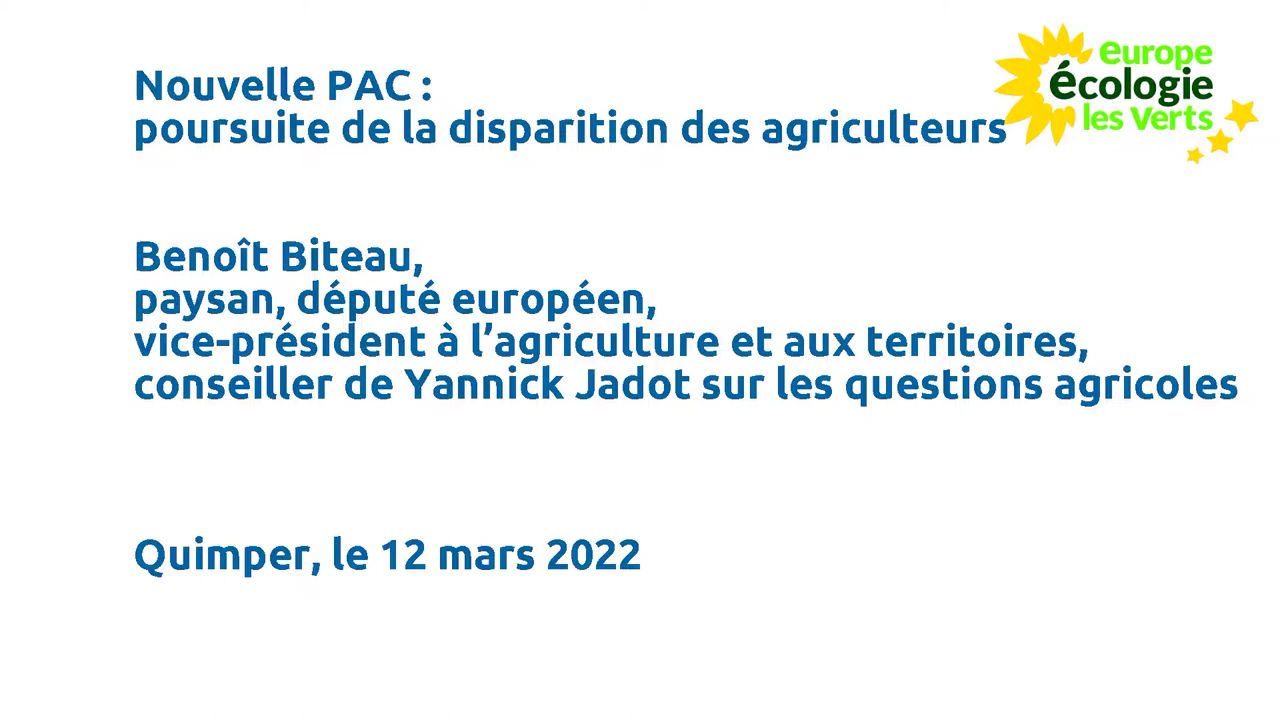 Nouvelle PAC :
poursuite de la disparition des agriculteurs
europe
écologie
les Verts
Benoît Biteau,
paysan, député européen,
vice-président à l’agriculture et aux territoires,
conseiller de Yannick Jadot sur les questions agricoles
Quimper, le 12 mars 2022